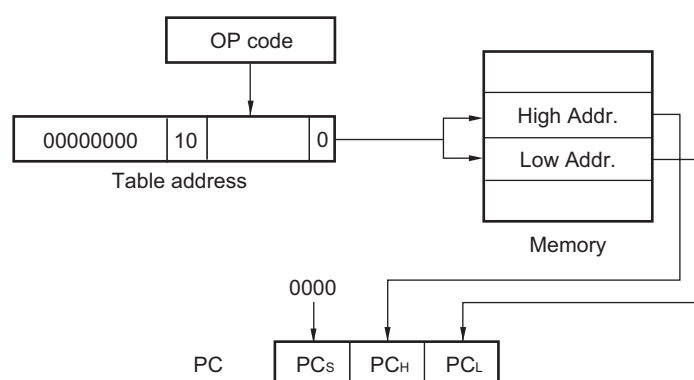 OP code
00000000 10 0
Table address
High Addr.
Low Addr.
Memory
0000
PC PCS PCH PCL